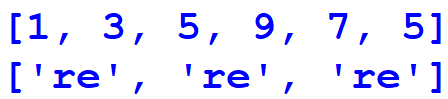 [1, 3, 5, 9, 7, 5]
['re', 're', 're']